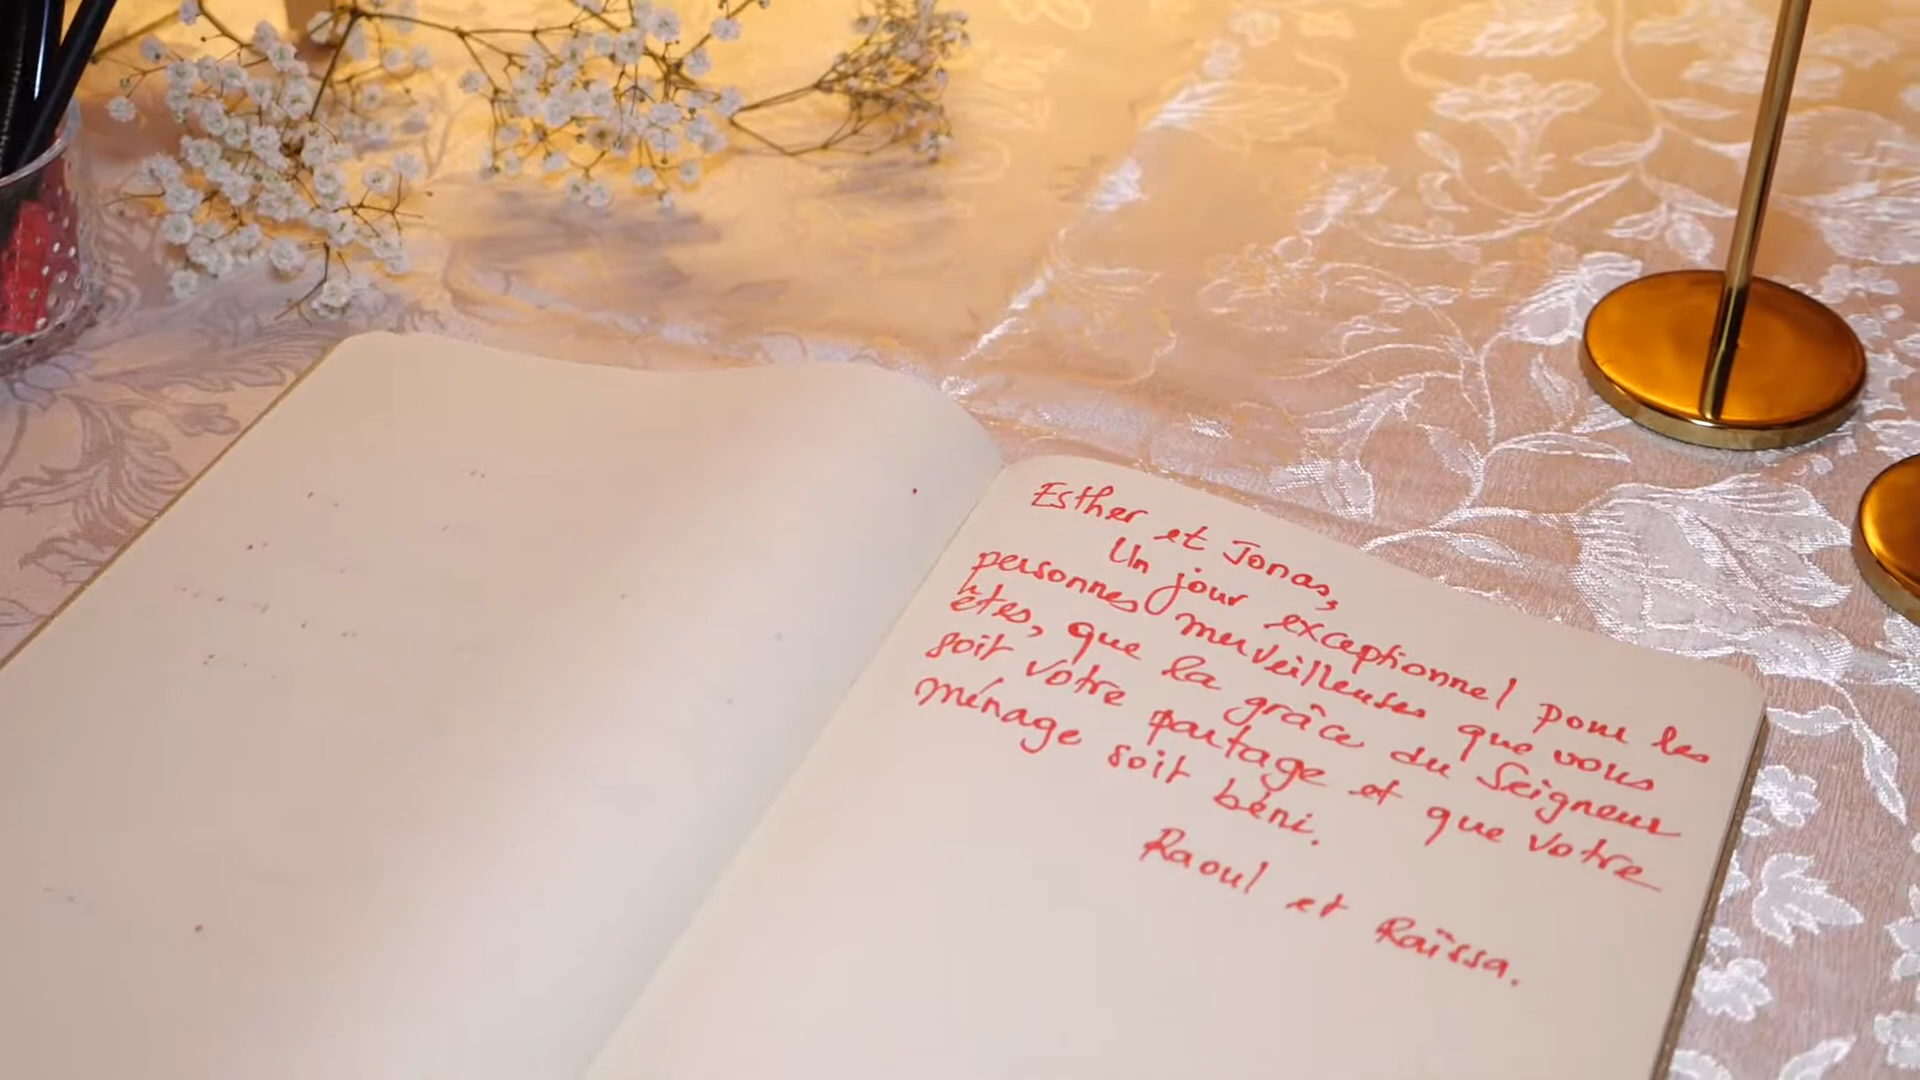 Esther et Jonas,
Un jour exceptionnel pour les
personnes merveilleuses que vous
êtes, que la grâce du Seigneur
soit votre partage et que votre
ménage soit béni.
Raoul et Raïssa.